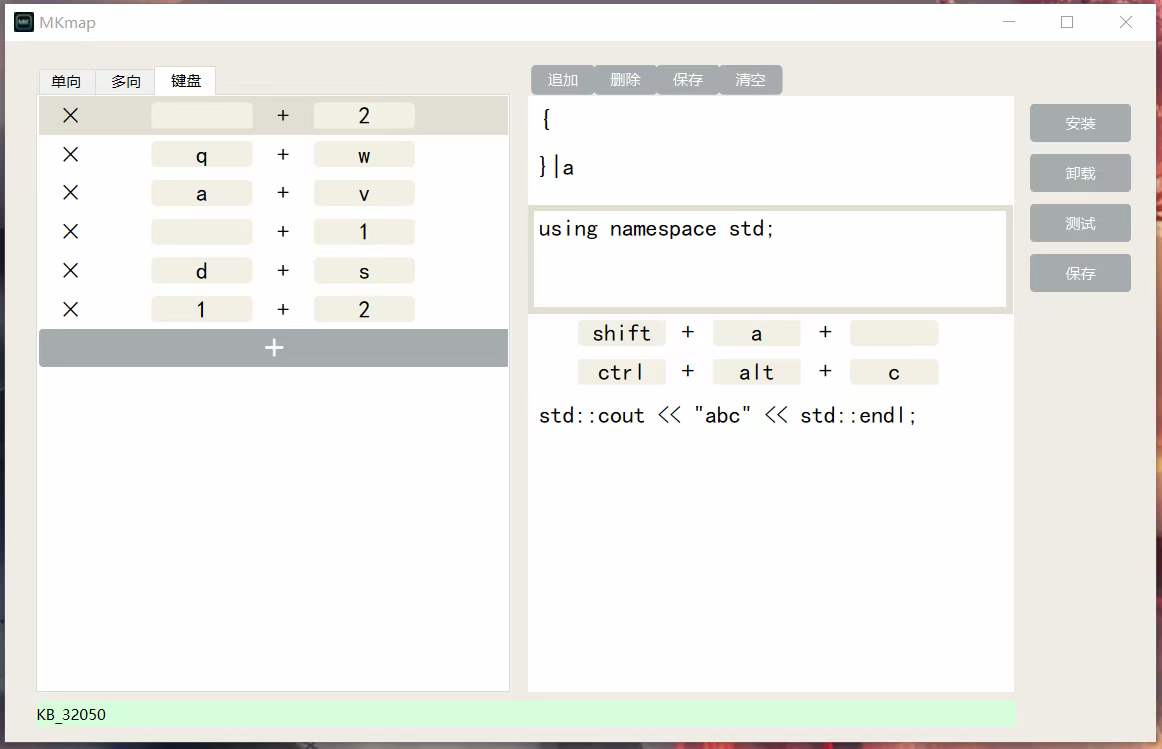 MKmap
单向 多向 键盘
追加 删除 保存 清空
× + 2
× q + w
× a + v
× + 1
× d + s
× 1 + 2
+
{
}|a
using namespace std;
shift + a +
ctrl + alt + c
std::cout << "abc" << std::endl;
安装
卸载
测试
保存
KB_32050